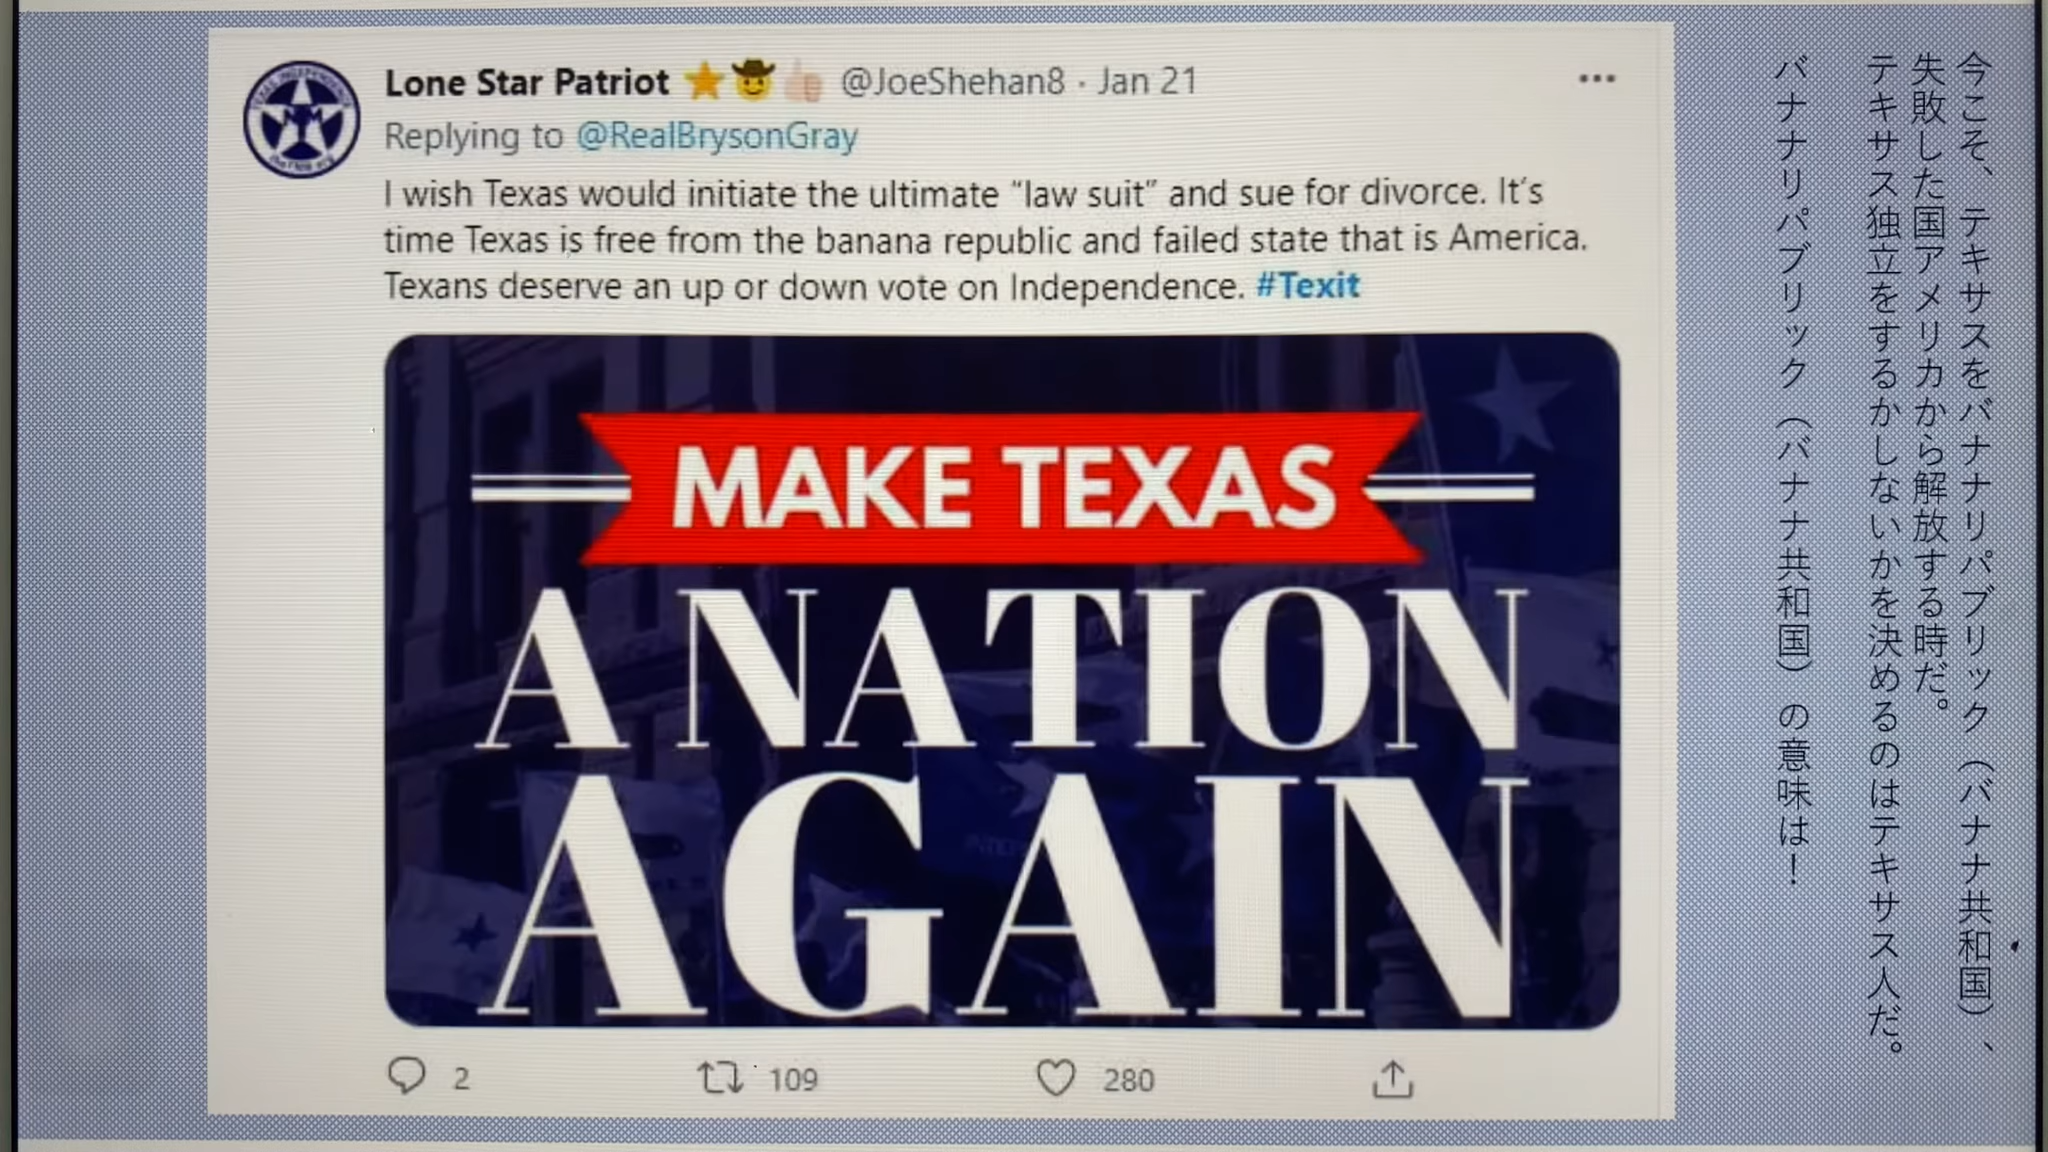 Lone Star Patriot ⭐🤠👍🏻 @JoeShehan8 · Jan 21
Replying to @RealBrysonGray
I wish Texas would initiate the ultimate “law suit” and sue for divorce. It's
time Texas is free from the banana republic and failed state that is America.
Texans deserve an up or down vote on Independence. #Texit
MAKE TEXAS
A NATION
AGAIN
2 109 280
今こそ、テキサスをバナナリパブリック（バナナ共和国）、
失敗した国アメリカから解放する時だ。
テキサス独立をするかしないかを決めるのはテキサス人だ。
バナナリパブリック（バナナ共和国）の意味は！